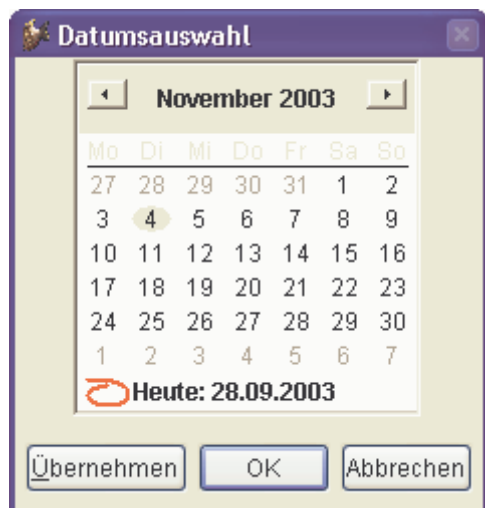 Datumsauswahl
November 2003
Mo Di Mi Do Fr Sa So
27 28 29 30 31 1 2
3 4 5 6 7 8 9
10 11 12 13 14 15 16
17 18 19 20 21 22 23
24 25 26 27 28 29 30
1 2 3 4 5 6 7
Heute: 28.09.2003
Übernehmen OK Abbrechen